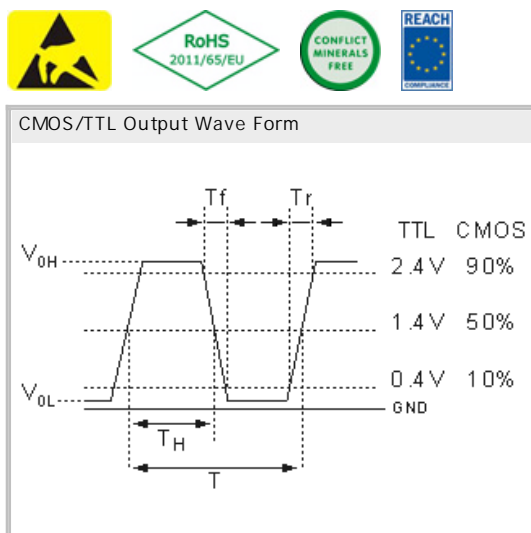 RoHS
2011/65/EU
CONFLICT
MINERALS
FREE
REACH
COMPLIANCE
CMOS/TTL Output Wave Form
Tf Tr
TTL CMOS
V0H 2.4V 90%
1.4V 50%
V0L 0.4V 10%
GND
TH
T